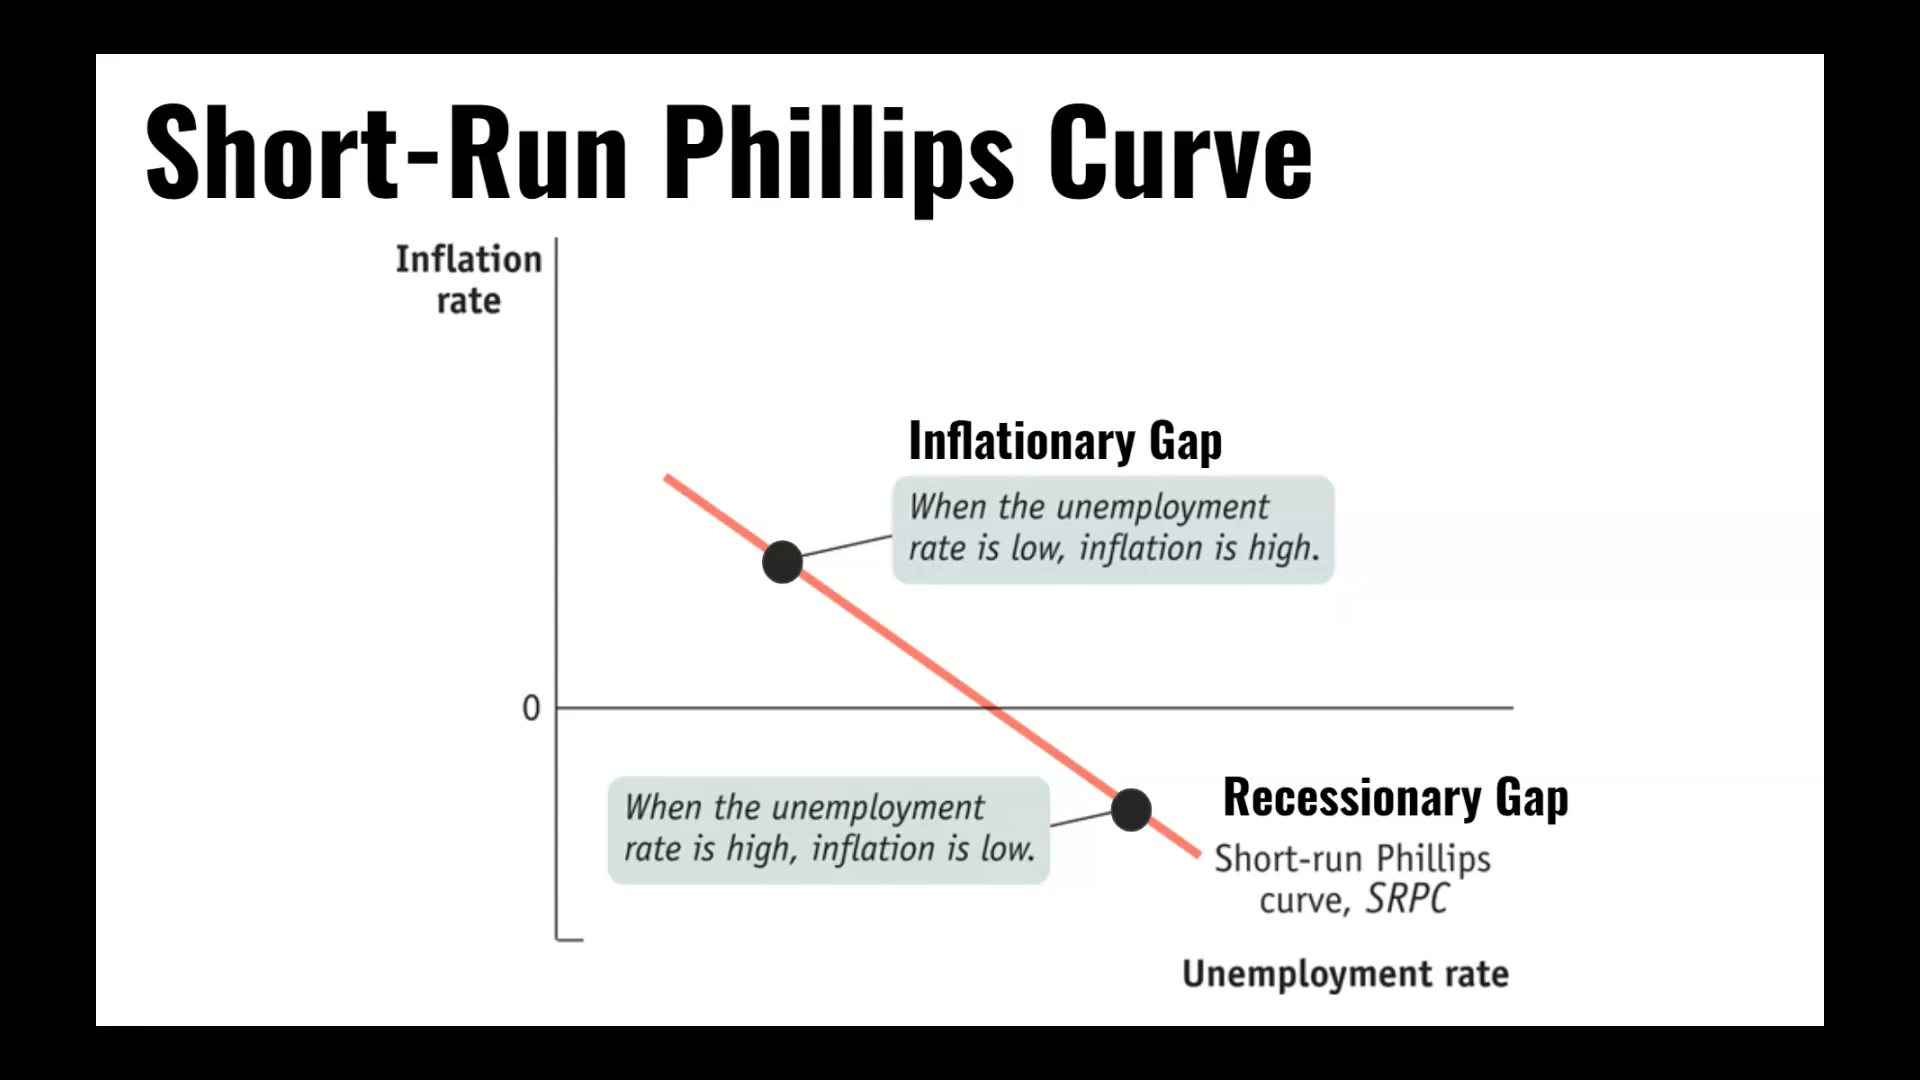 Short-Run Phillips Curve
Inflation
rate
Inflationary Gap
When the unemployment
rate is low, inflation is high.
0
When the unemployment
rate is high, inflation is low.
Recessionary Gap
Short-run Phillips
curve, SRPC
Unemployment rate